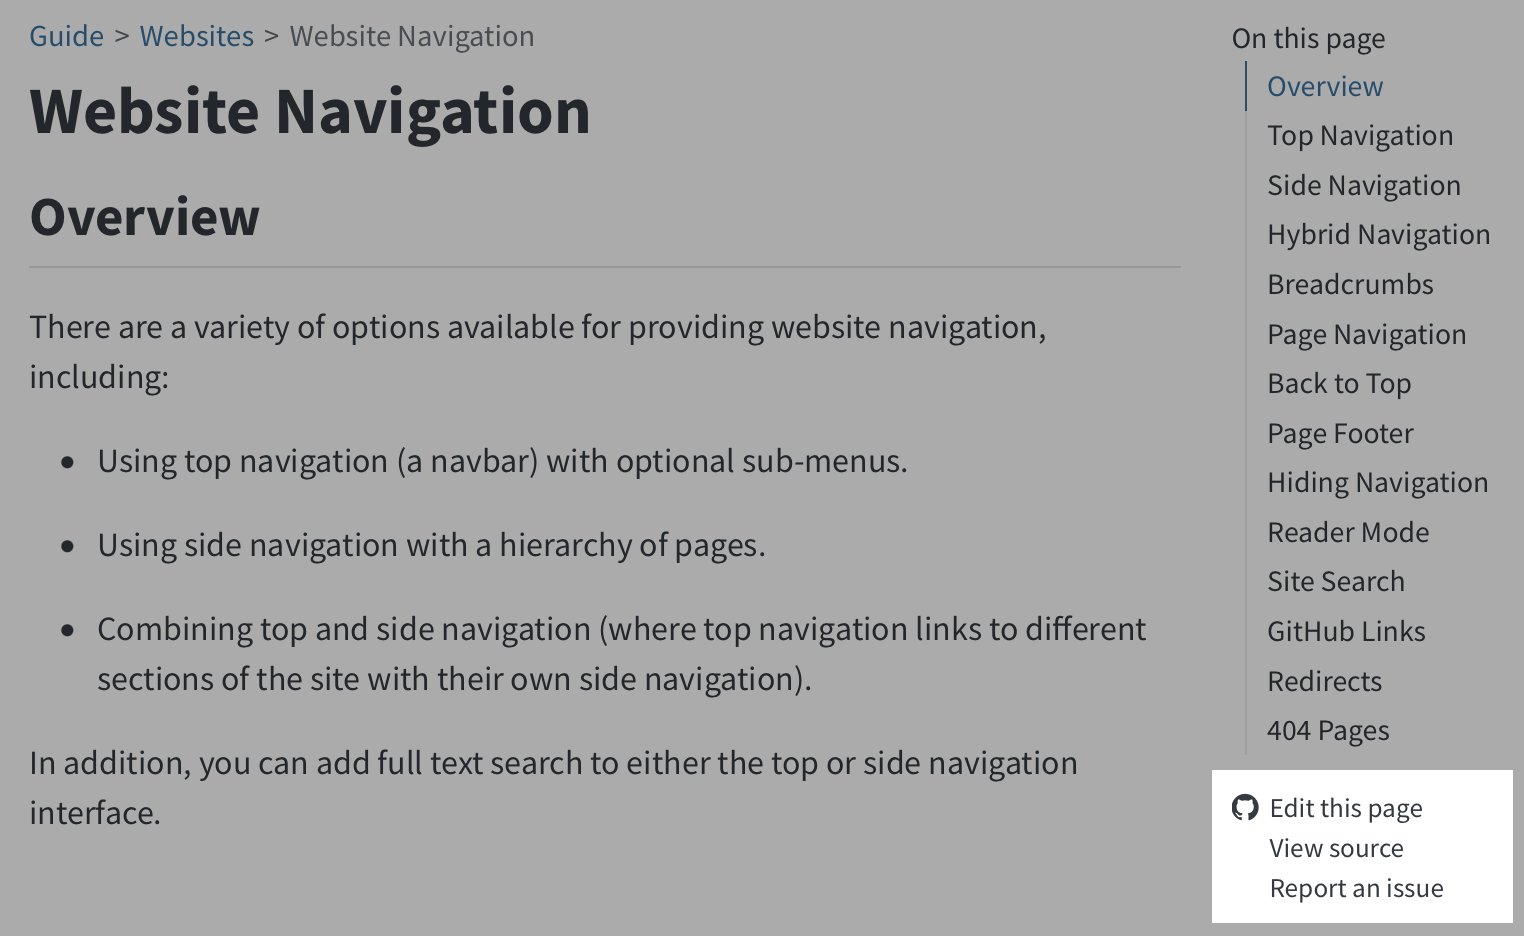 Guide > Websites > Website Navigation
Website Navigation
Overview
There are a variety of options available for providing website navigation,
including:
• Using top navigation (a navbar) with optional sub-menus.
• Using side navigation with a hierarchy of pages.
• Combining top and side navigation (where top navigation links to different
sections of the site with their own side navigation).
In addition, you can add full text search to either the top or side navigation
interface.
On this page
Overview
Top Navigation
Side Navigation
Hybrid Navigation
Breadcrumbs
Page Navigation
Back to Top
Page Footer
Hiding Navigation
Reader Mode
Site Search
GitHub Links
Redirects
404 Pages
Edit this page
View source
Report an issue